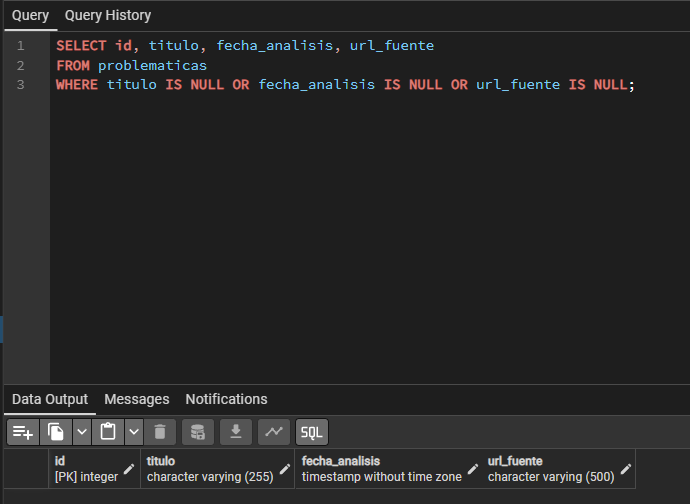 Query Query History
1 SELECT id, titulo, fecha_analisis, url_fuente
2 FROM problematicas
3 WHERE titulo IS NULL OR fecha_analisis IS NULL OR url_fuente IS NULL;
Data Output Messages Notifications
SQL
id titulo fecha_analisis url_fuente
[PK] integer character varying (255) timestamp without time zone character varying (500)